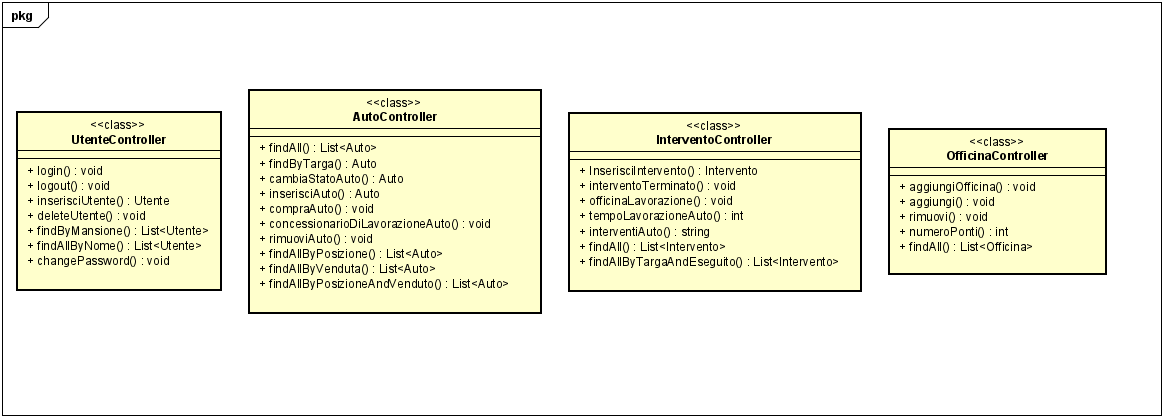 pkg
<<class>>
UtenteController
+ login() : void
+ logout() : void
+ inserisciUtente() : Utente
+ deleteUtente() : void
+ findByMansione() : List<Utente>
+ findAllByNome() : List<Utente>
+ changePassword() : void
<<class>>
AutoController
+ findAll() : List<Auto>
+ findByTarga() : Auto
+ cambiaStatoAuto() : Auto
+ inserisciAuto() : Auto
+ compraAuto() : void
+ concessionarioDiLavorazioneAuto() : void
+ rimuoviAuto() : void
+ findAllByPosizione() : List<Auto>
+ findAllByVenduta() : List<Auto>
+ findAllByPosizioneAndVenduto() : List<Auto>
<<class>>
InterventoController
+ InserisciIntervento() : Intervento
+ interventoTerminato() : void
+ officinaLavorazione() : void
+ tempoLavorazioneAuto() : int
+ interventiAuto() : string
+ findAll() : List<Intervento>
+ findAllByTargaAndEseguito() : List<Intervento>
<<class>>
OfficinaController
+ aggiungiOfficina() : void
+ aggiungi() : void
+ rimuovi() : void
+ numeroPonti() : int
+ findAll() : List<Officina>